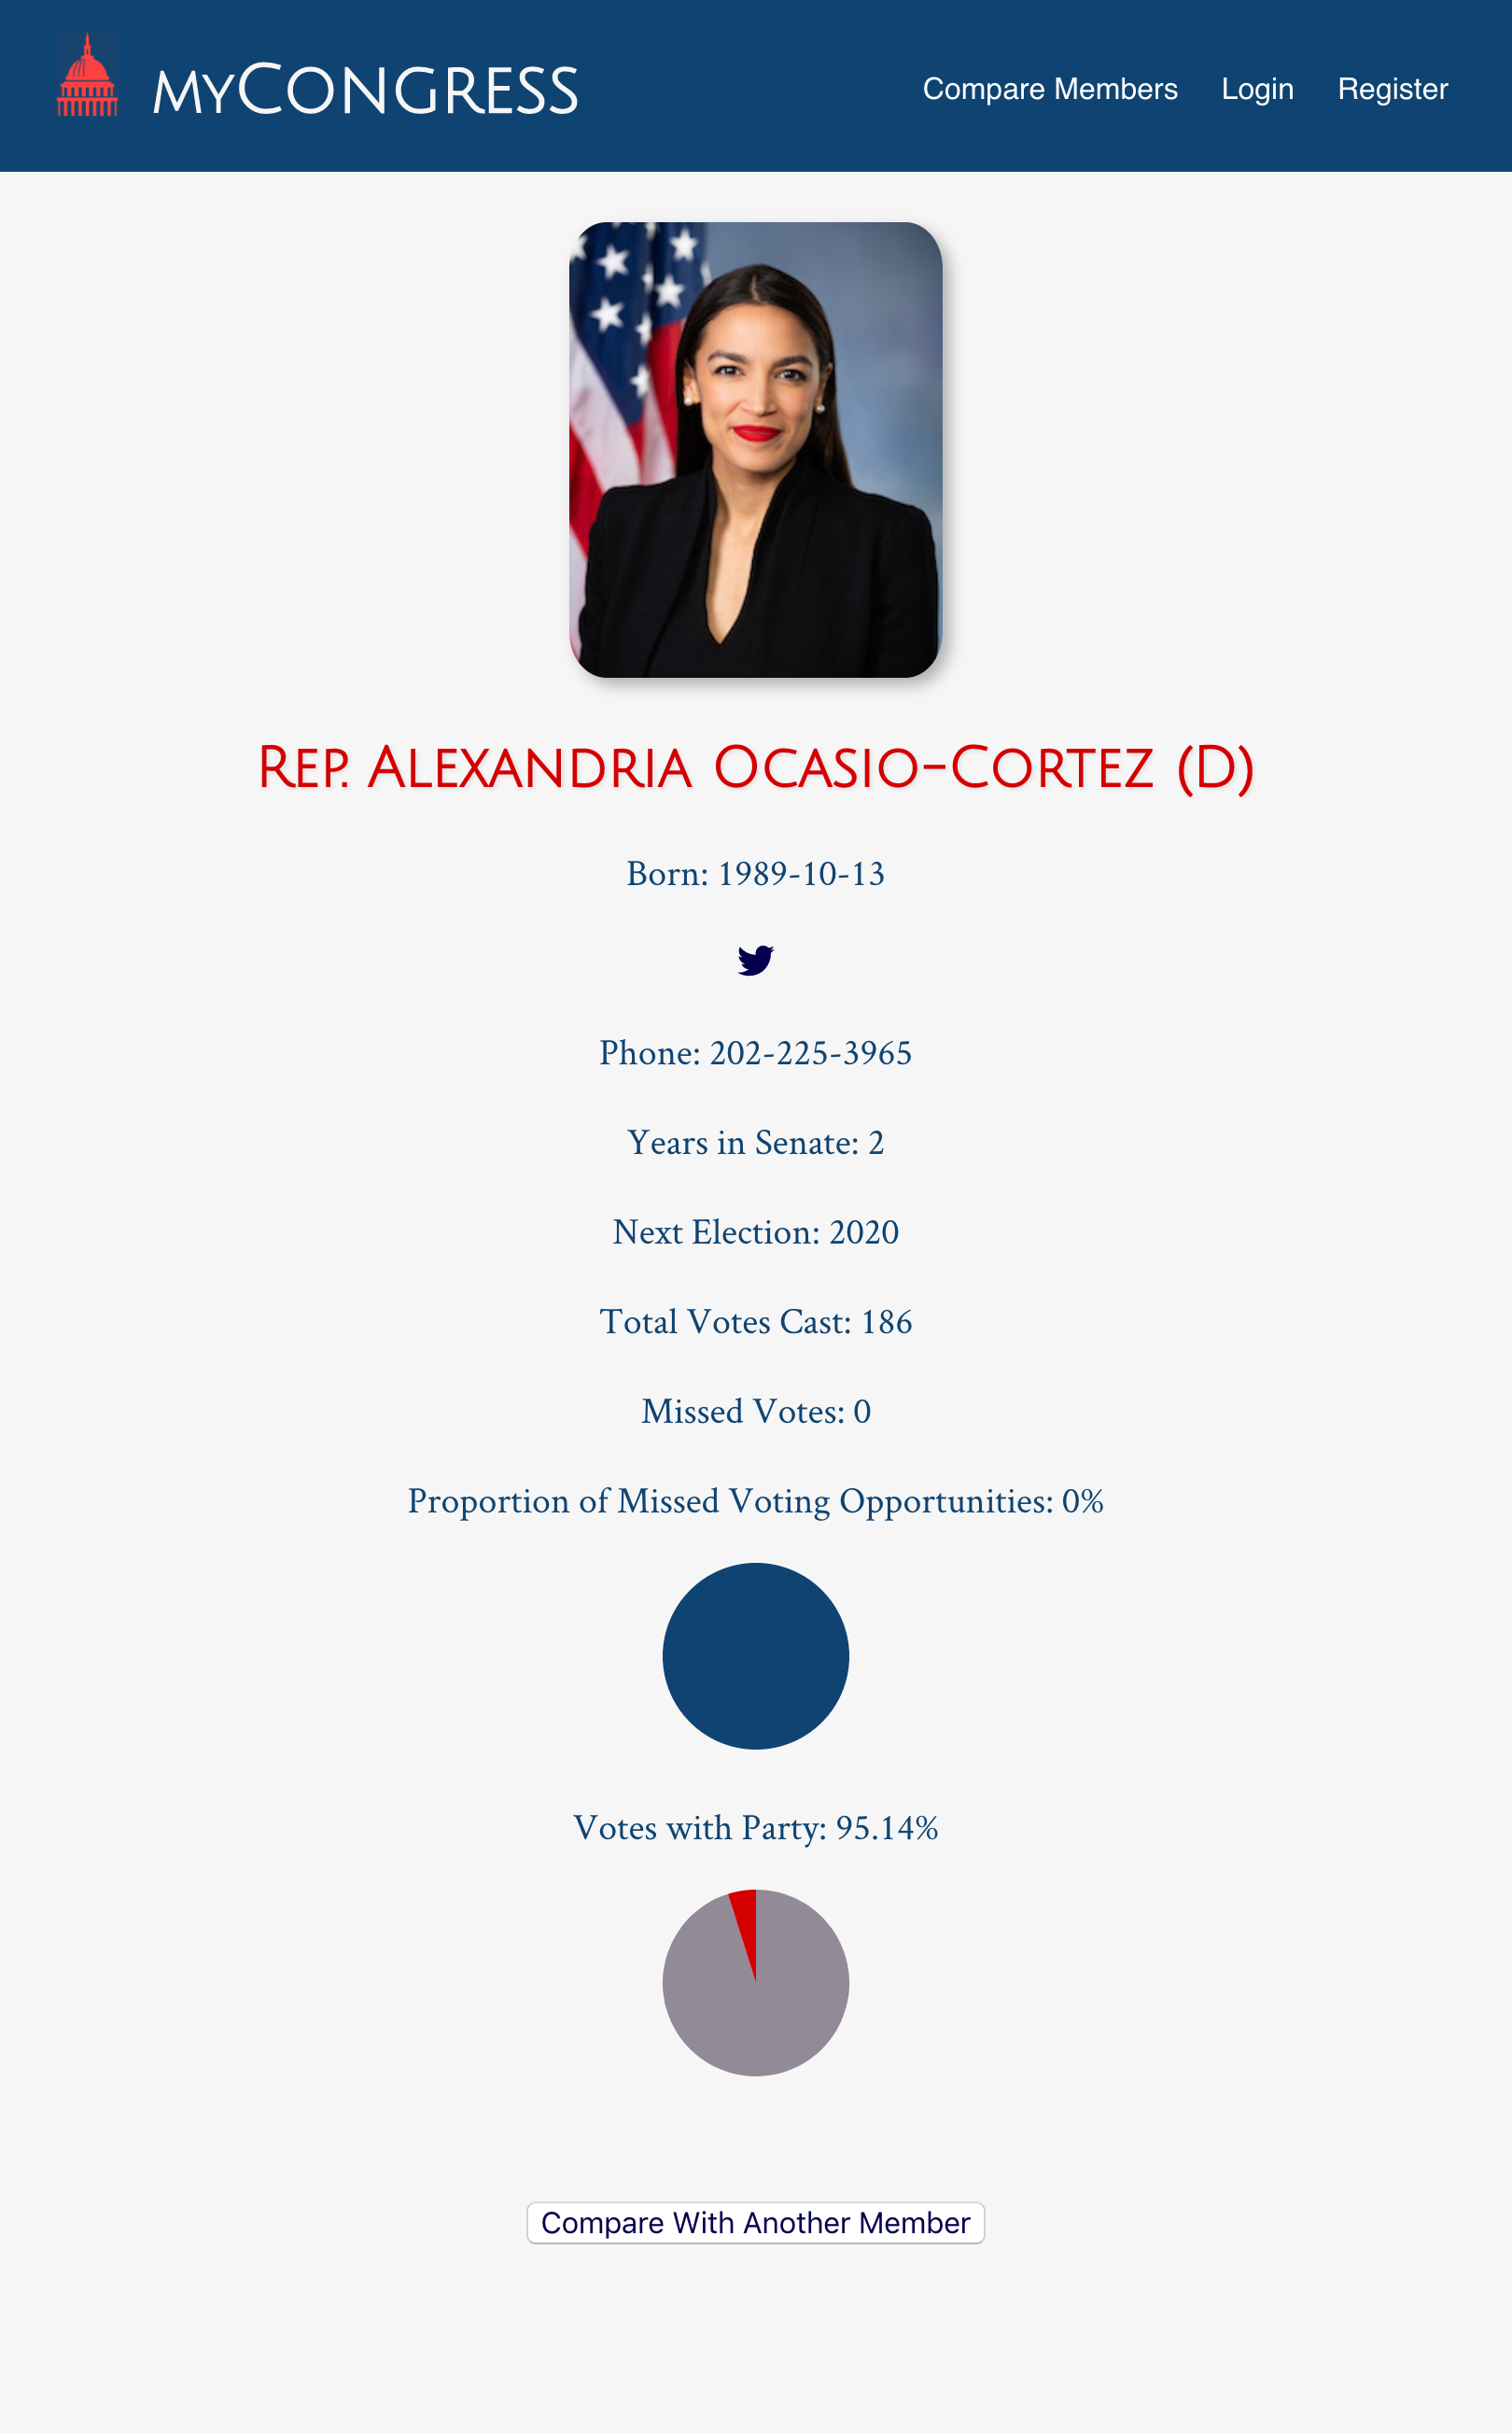 MYCONGRESS
Compare Members Login Register
REP. ALEXANDRIA OCASIO-CORTEZ (D)
Born: 1989-10-13
Phone: 202-225-3965
Years in Senate: 2
Next Election: 2020
Total Votes Cast: 186
Missed Votes: 0
Proportion of Missed Voting Opportunities: 0%
Votes with Party: 95.14%
Compare With Another Member